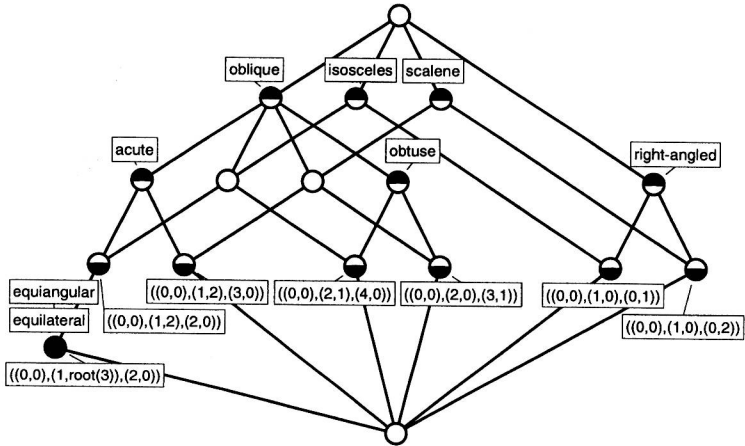 oblique
isosceles
scalene
acute
obtuse
right-angled
equiangular
equilateral
((0,0),(1,2),(3,0))
((0,0),(2,1),(4,0))
((0,0),(2,0),(3,1))
((0,0),(1,0),(0,1))
((0,0),(1,2),(2,0))
((0,0),(1,0),(0,2))
((0,0),(1,root(3)),(2,0))